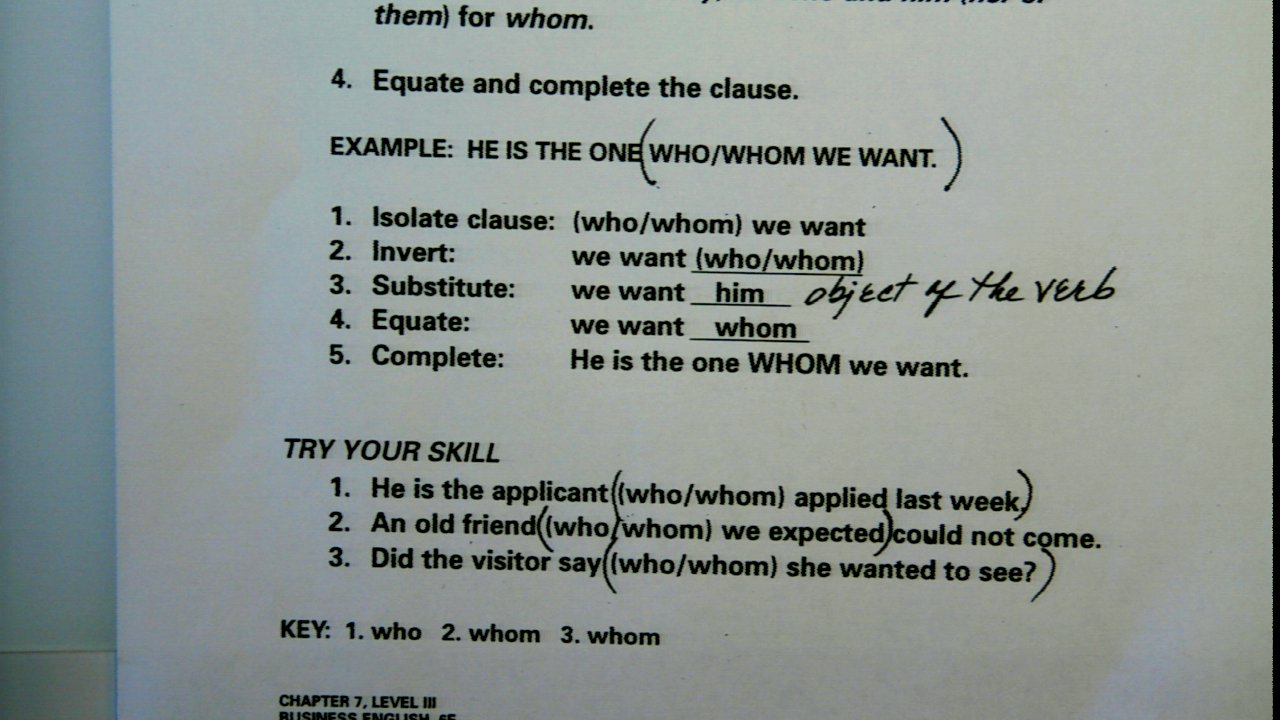 them) for whom.
4. Equate and complete the clause.
EXAMPLE: HE IS THE ONE (WHO/WHOM WE WANT.)
1. Isolate clause: (who/whom) we want
2. Invert: we want (who/whom)
3. Substitute: we want him object of the verb
4. Equate: we want whom
5. Complete: He is the one WHOM we want.
TRY YOUR SKILL
1. He is the applicant ((who/whom) applied last week.)
2. An old friend ((who/whom) we expected) could not come.
3. Did the visitor say ((who/whom) she wanted to see?)
KEY: 1. who 2. whom 3. whom
CHAPTER 7, LEVEL III
BUSINESS ENGLISH, 6E